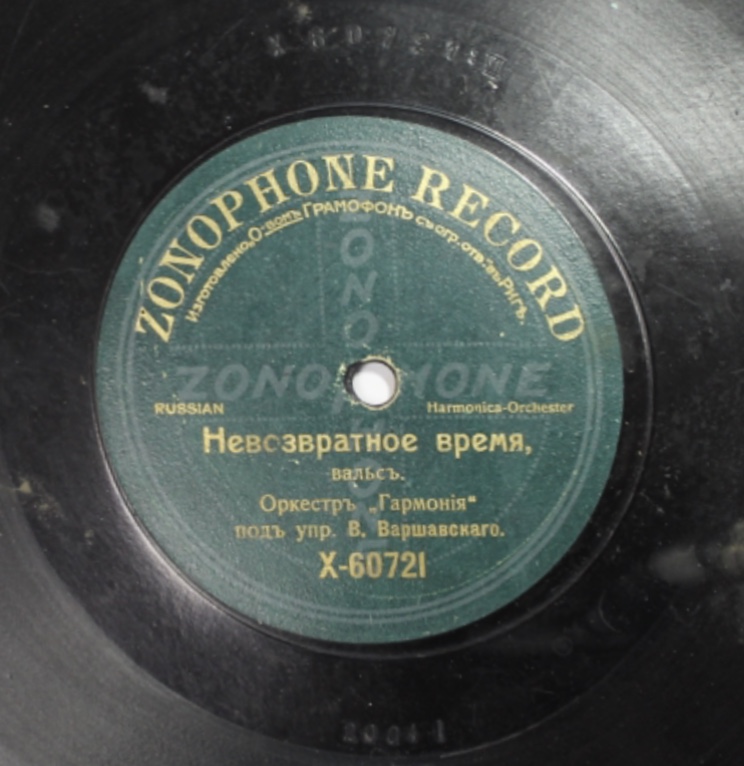 ZONOPHONE RECORD
Изготовлено О-вомъ ГРАМОФОНЪ съ огр. отв. въ Ригѣ.
ZONOPHONE
ZONOPHONE
RUSSIAN
Harmonica-Orchester
Невозвратное время,
вальсъ.
Оркестръ „Гармонія“
подъ упр. В. Варшавскаго.
X-60721